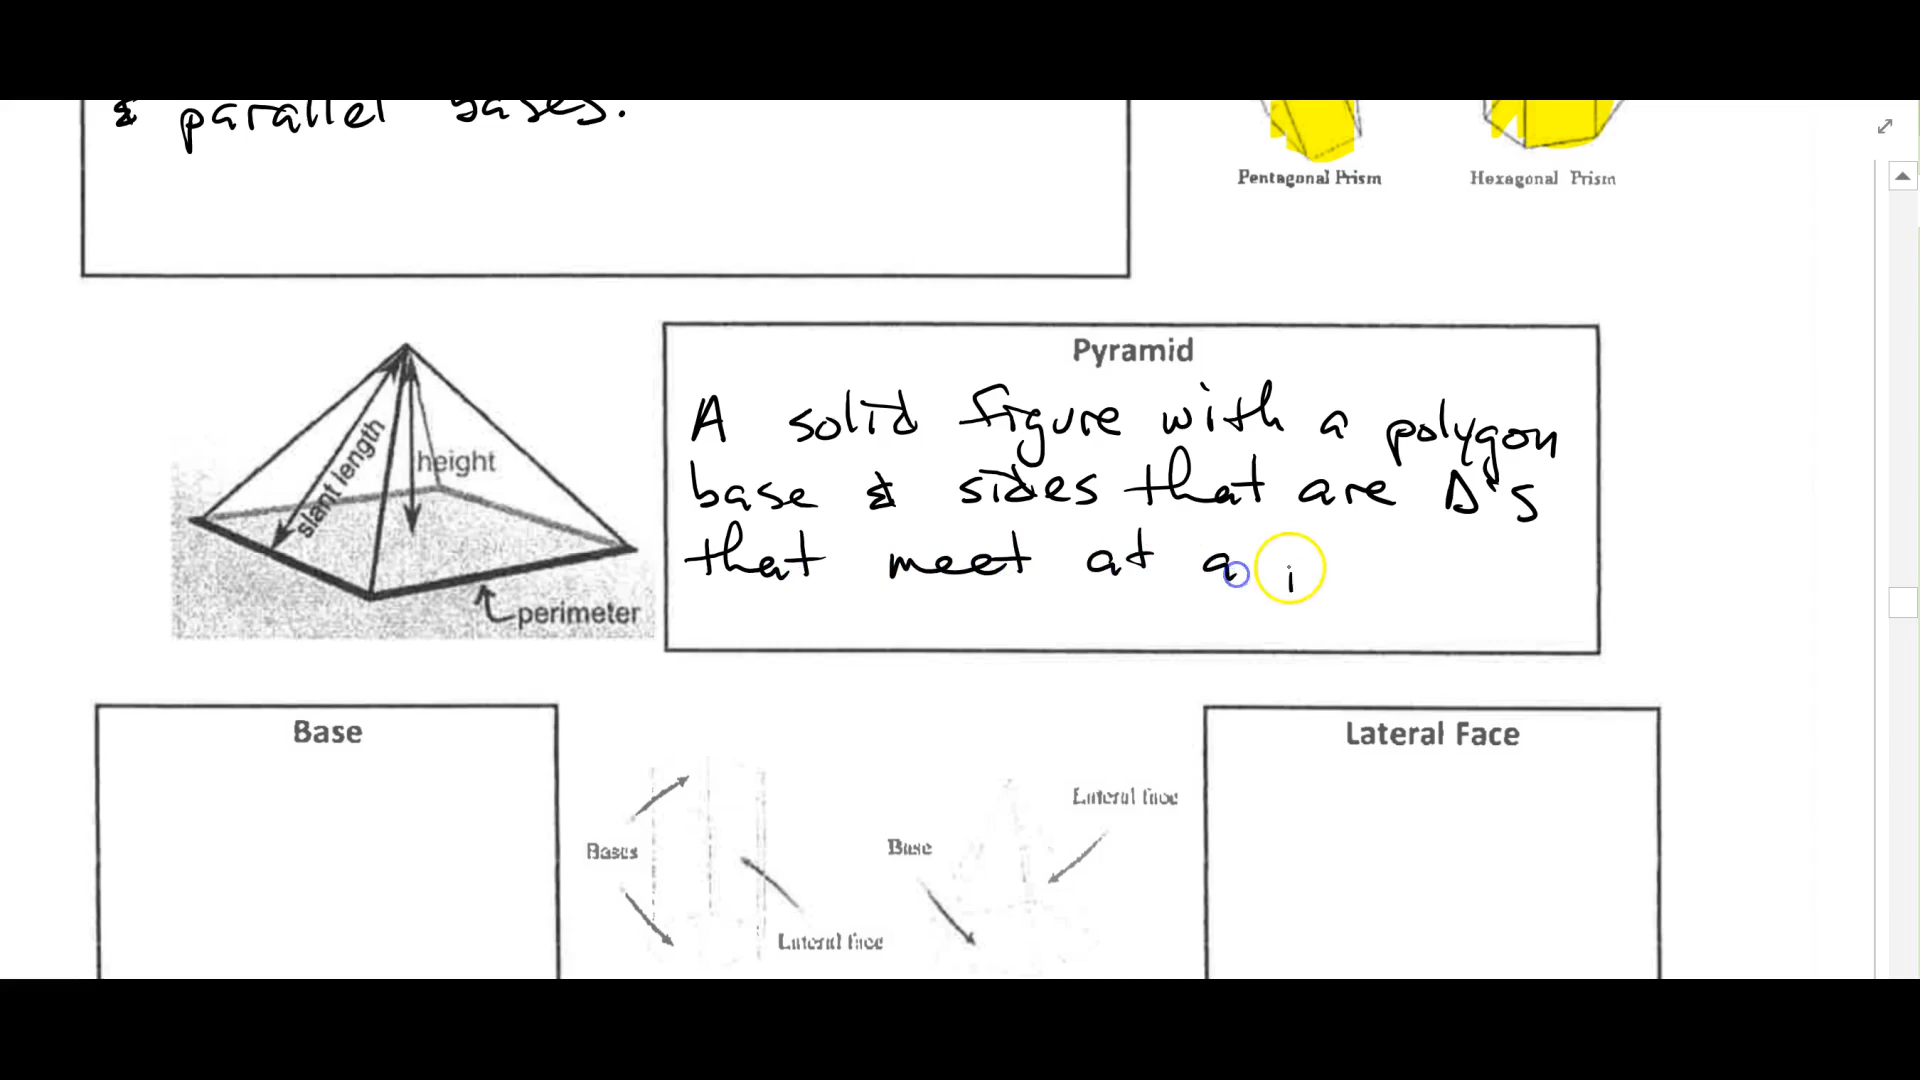 & parallel bases.
Pentagonal Prism
Hexagonal Prism
slant length
height
perimeter
Pyramid
A solid figure with a polygon
base & sides that are Δ's
that meet at a
Base
Bases
Lateral face
Base
Lateral face
Lateral Face